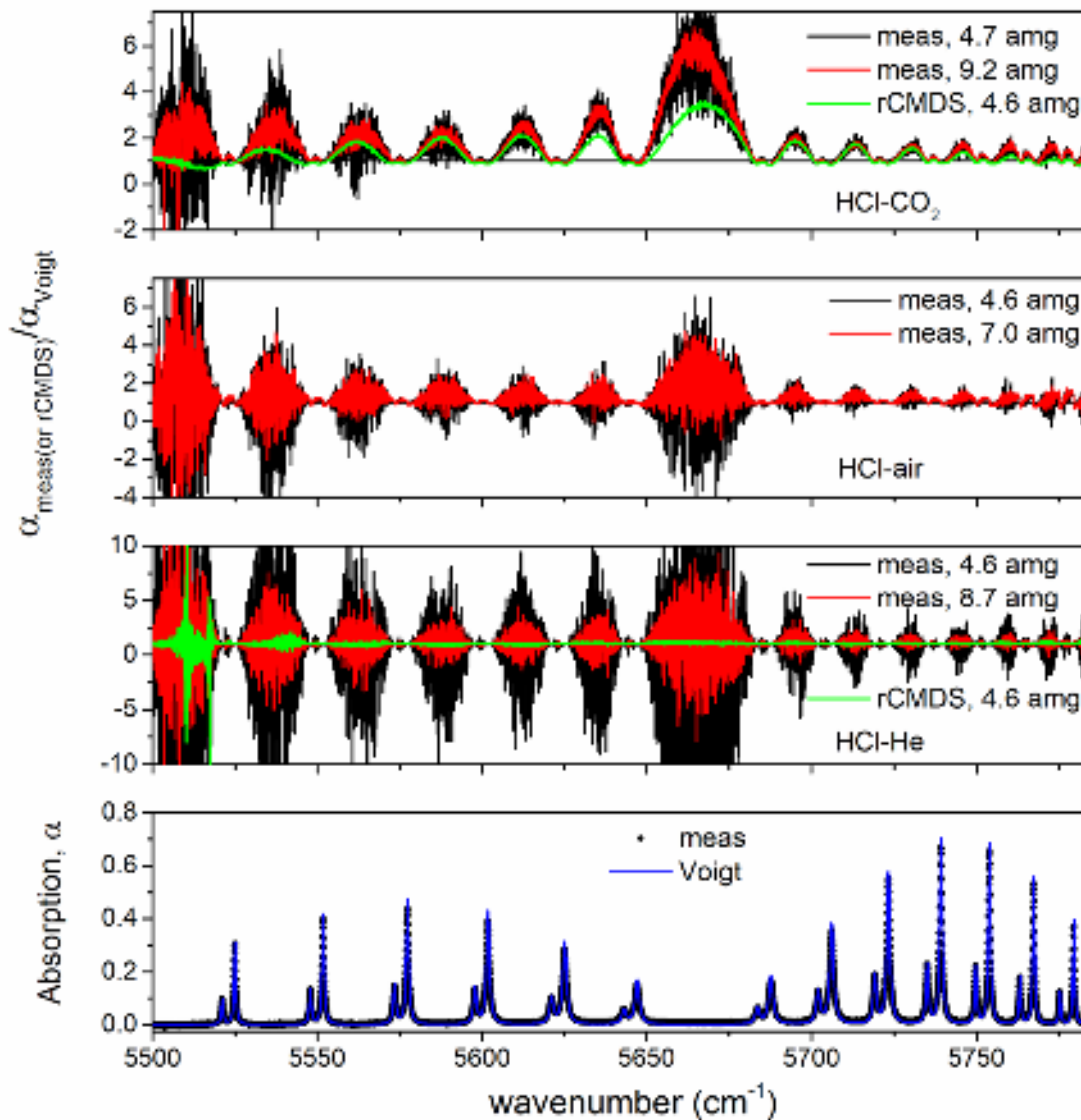 α_meas(or rCMDS)/α_Voigt
6
4
2
0
-2
meas, 4.7 amg
meas, 9.2 amg
rCMDS, 4.6 amg
HCl-CO₂
6
4
2
0
-2
-4
meas, 4.6 amg
meas, 7.0 amg
HCl-air
10
5
0
-5
-10
meas, 4.6 amg
meas, 8.7 amg
rCMDS, 4.6 amg
HCl-He
Absorption, α
0.8
0.6
0.4
0.2
0.0
meas
Voigt
5500 5550 5600 5650 5700 5750
wavenumber (cm⁻¹)